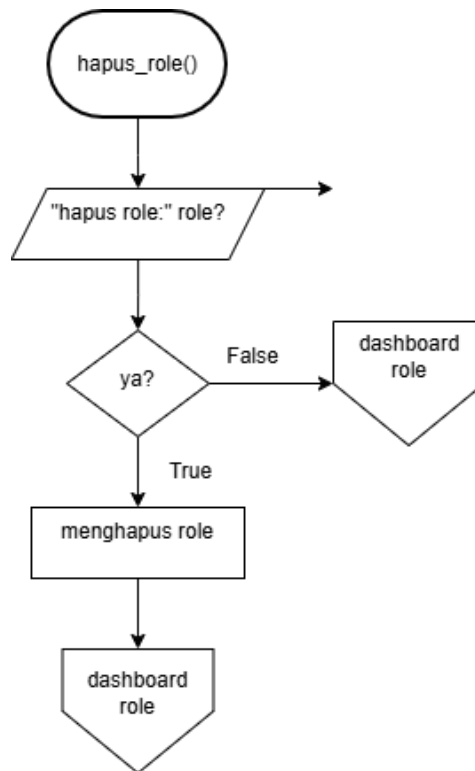 hapus_role()
"hapus role:" role?
ya?
False
dashboard
role
True
menghapus role
dashboard
role